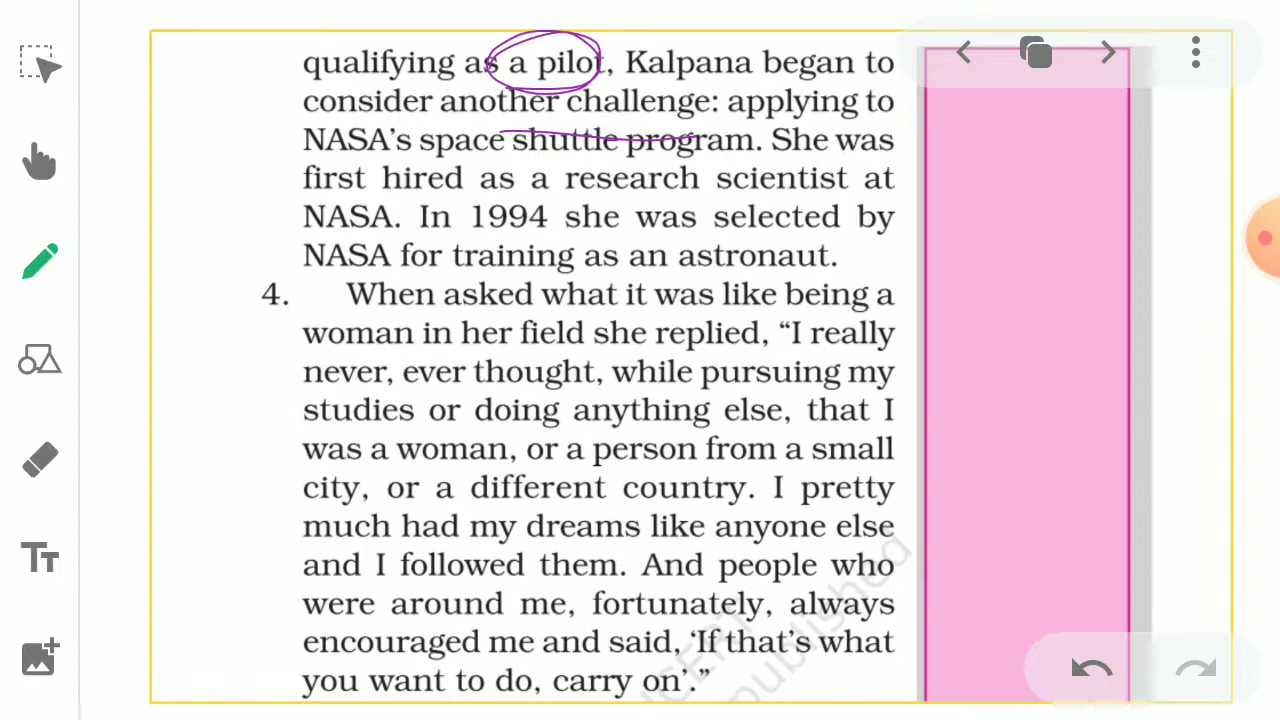 qualifying as a pilot, Kalpana began to
consider another challenge: applying to
NASA's space shuttle program. She was
first hired as a research scientist at
NASA. In 1994 she was selected by
NASA for training as an astronaut.
4. When asked what it was like being a
woman in her field she replied, “I really
never, ever thought, while pursuing my
studies or doing anything else, that I
was a woman, or a person from a small
city, or a different country. I pretty
much had my dreams like anyone else
and I followed them. And people who
were around me, fortunately, always
encouraged me and said, ‘If that's what
you want to do, carry on’.”
published
TT